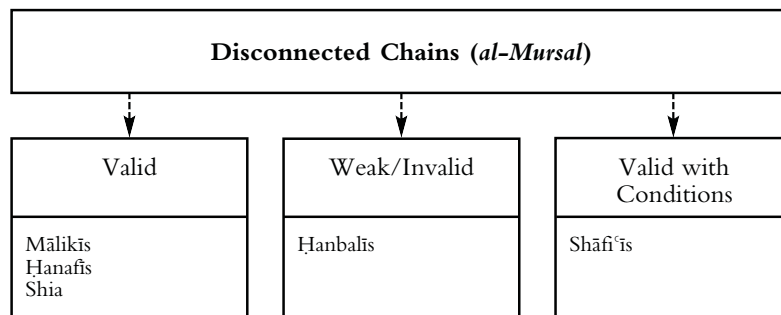 Disconnected Chains (al-Mursal)
Valid
Mālikīs
Ḥanafīs
Shia
Weak/Invalid
Ḥanbalīs
Valid with
Conditions
Shāfiʿīs